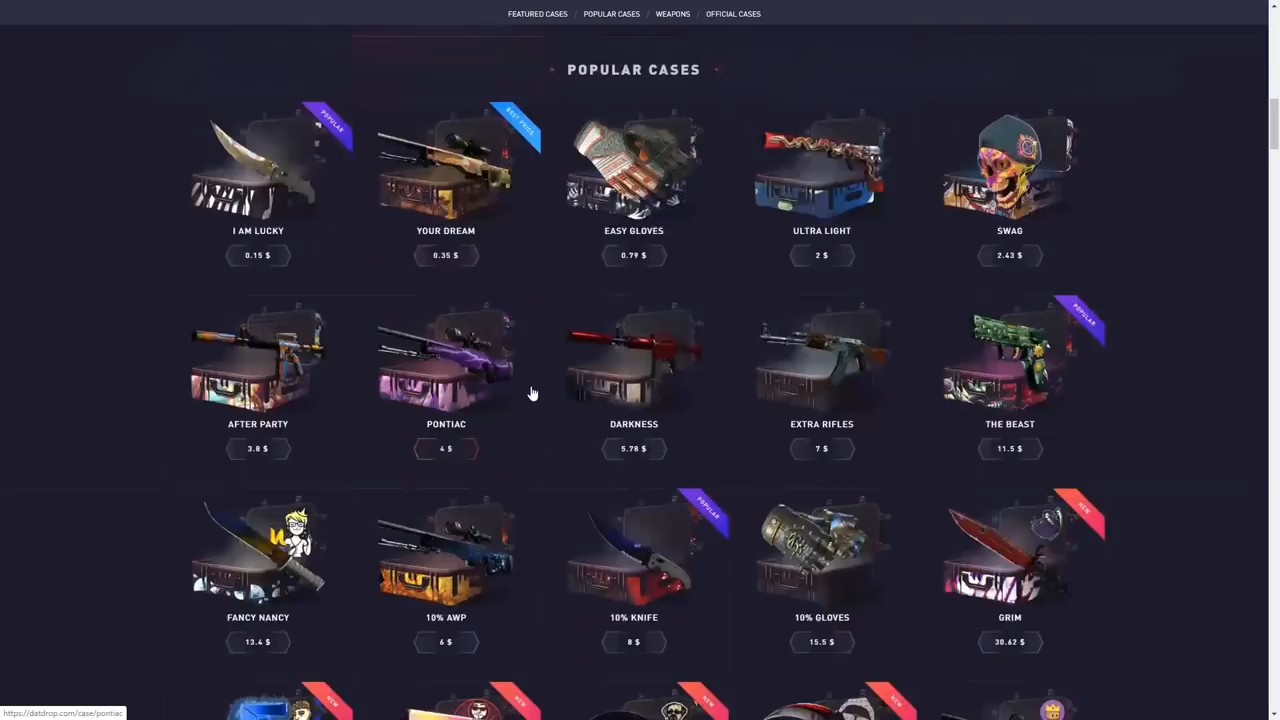 FEATURED CASES / POPULAR CASES / WEAPONS / OFFICIAL CASES
POPULAR CASES
POPULAR
BEST PRICE
I AM LUCKY
YOUR DREAM
EASY GLOVES
ULTRA LIGHT
SWAG
0.15 $
0.35 $
0.79 $
2 $
2.43 $
POPULAR
AFTER PARTY
PONTIAC
DARKNESS
EXTRA RIFLES
THE BEAST
3.8 $
4 $
5.78 $
7 $
11.5 $
POPULAR
NEW
FANCY NANCY
10% AWP
10% KNIFE
10% GLOVES
GRIM
13.4 $
6 $
8 $
15.5 $
30.62 $
NEW
NEW
NEW
NEW
https://datdrop.com/case/pontiac